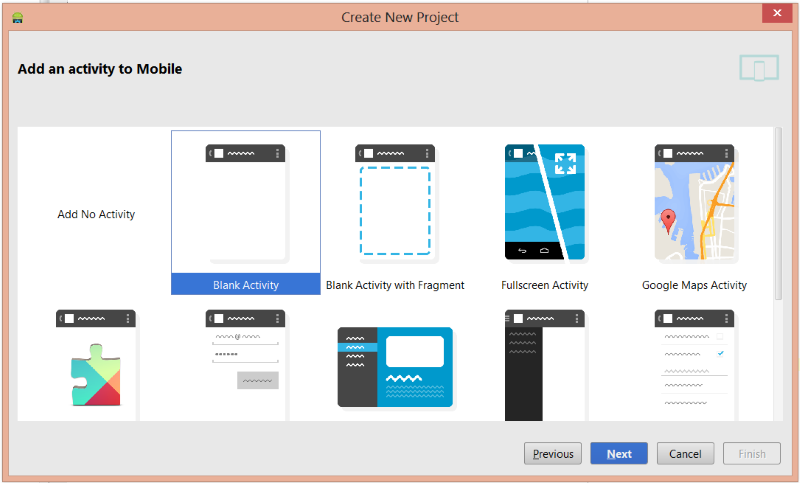 Create New Project
Add an activity to Mobile
Add No Activity
Blank Activity
Blank Activity with Fragment
Fullscreen Activity
Google Maps Activity
Previous
Next
Cancel
Finish